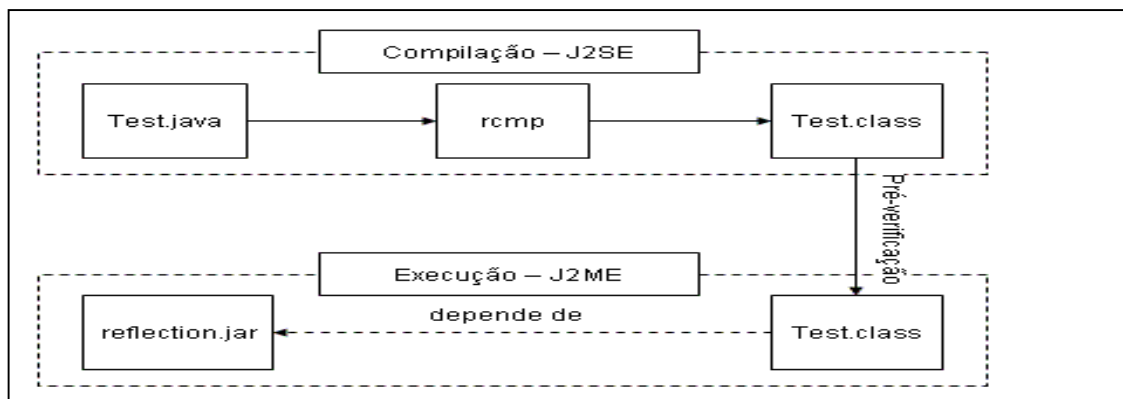 Compilação – J2SE
Test.java
rcmp
Test.class
Pré-verificação
Execução – J2ME
depende de
reflection.jar
Test.class